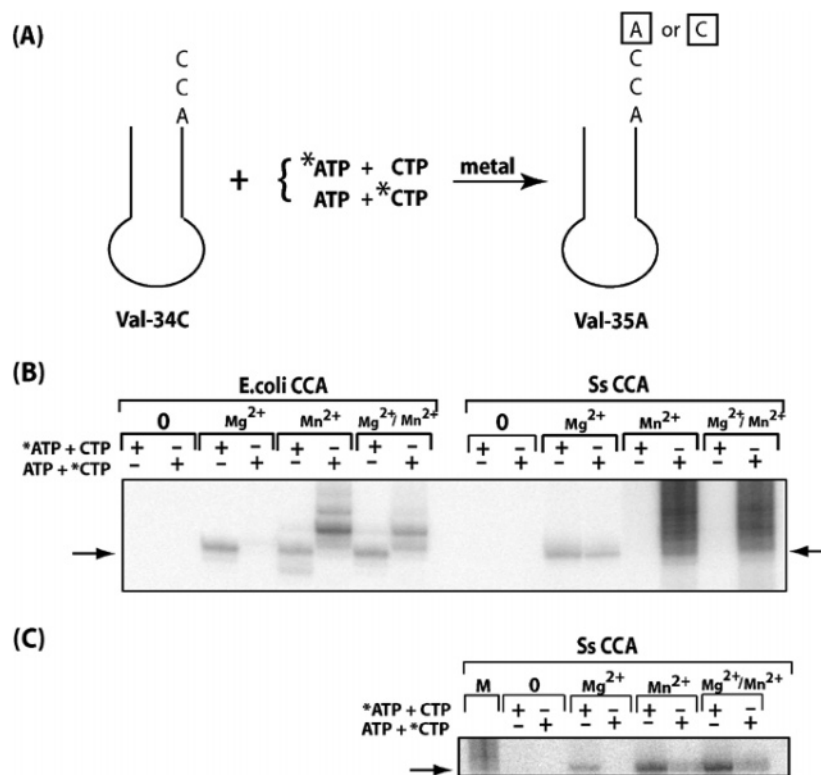 (A)
A or C
C
C
C
C
A
A
+ { *ATP + CTP metal
ATP + *CTP
Val-34C Val-35A
(B)
E.coli CCA Ss CCA
0 Mg2+ Mn2+ Mg2+/Mn2+ 0 Mg2+ Mn2+ Mg2+/Mn2+
*ATP + CTP + − + − + − + − + − + − + − + −
ATP + *CTP − + − + − + − + − + − + − + − +
(C)
Ss CCA
M 0 Mg2+ Mn2+ Mg2+/Mn2+
*ATP + CTP + − + − + − + −
ATP + *CTP − + − + − + − +